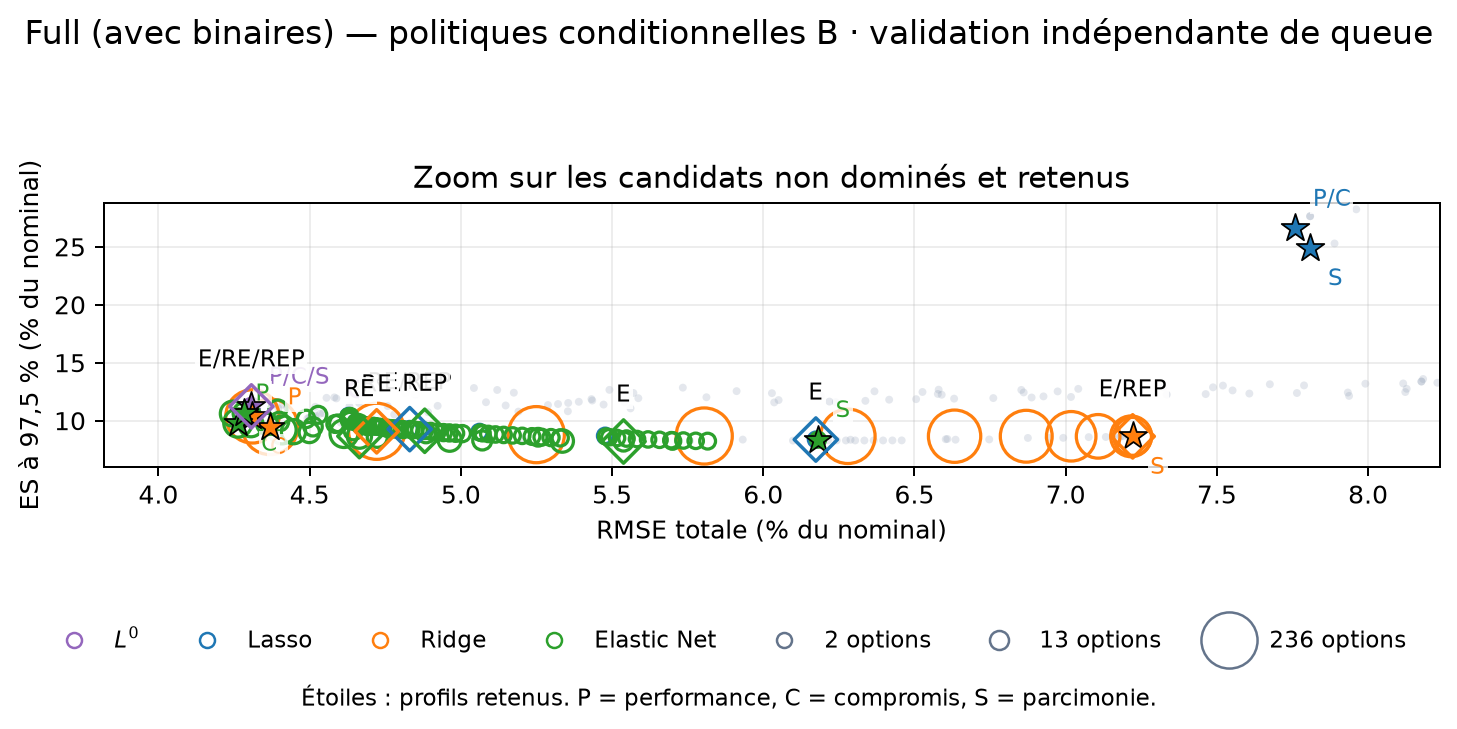 Full (avec binaires) — politiques conditionnelles B · validation indépendante de queue
Zoom sur les candidats non dominés et retenus
ES à 97,5 % (% du nominal)
25
20
15
10
P/C
S
E/RE/REP
P/C/S
P
P
C
RE
E
REP
E
E
S
E/REP
S
4.0 4.5 5.0 5.5 6.0 6.5 7.0 7.5 8.0
RMSE totale (% du nominal)
L⁰ Lasso Ridge Elastic Net 2 options 13 options 236 options
Étoiles : profils retenus. P = performance, C = compromis, S = parcimonie.